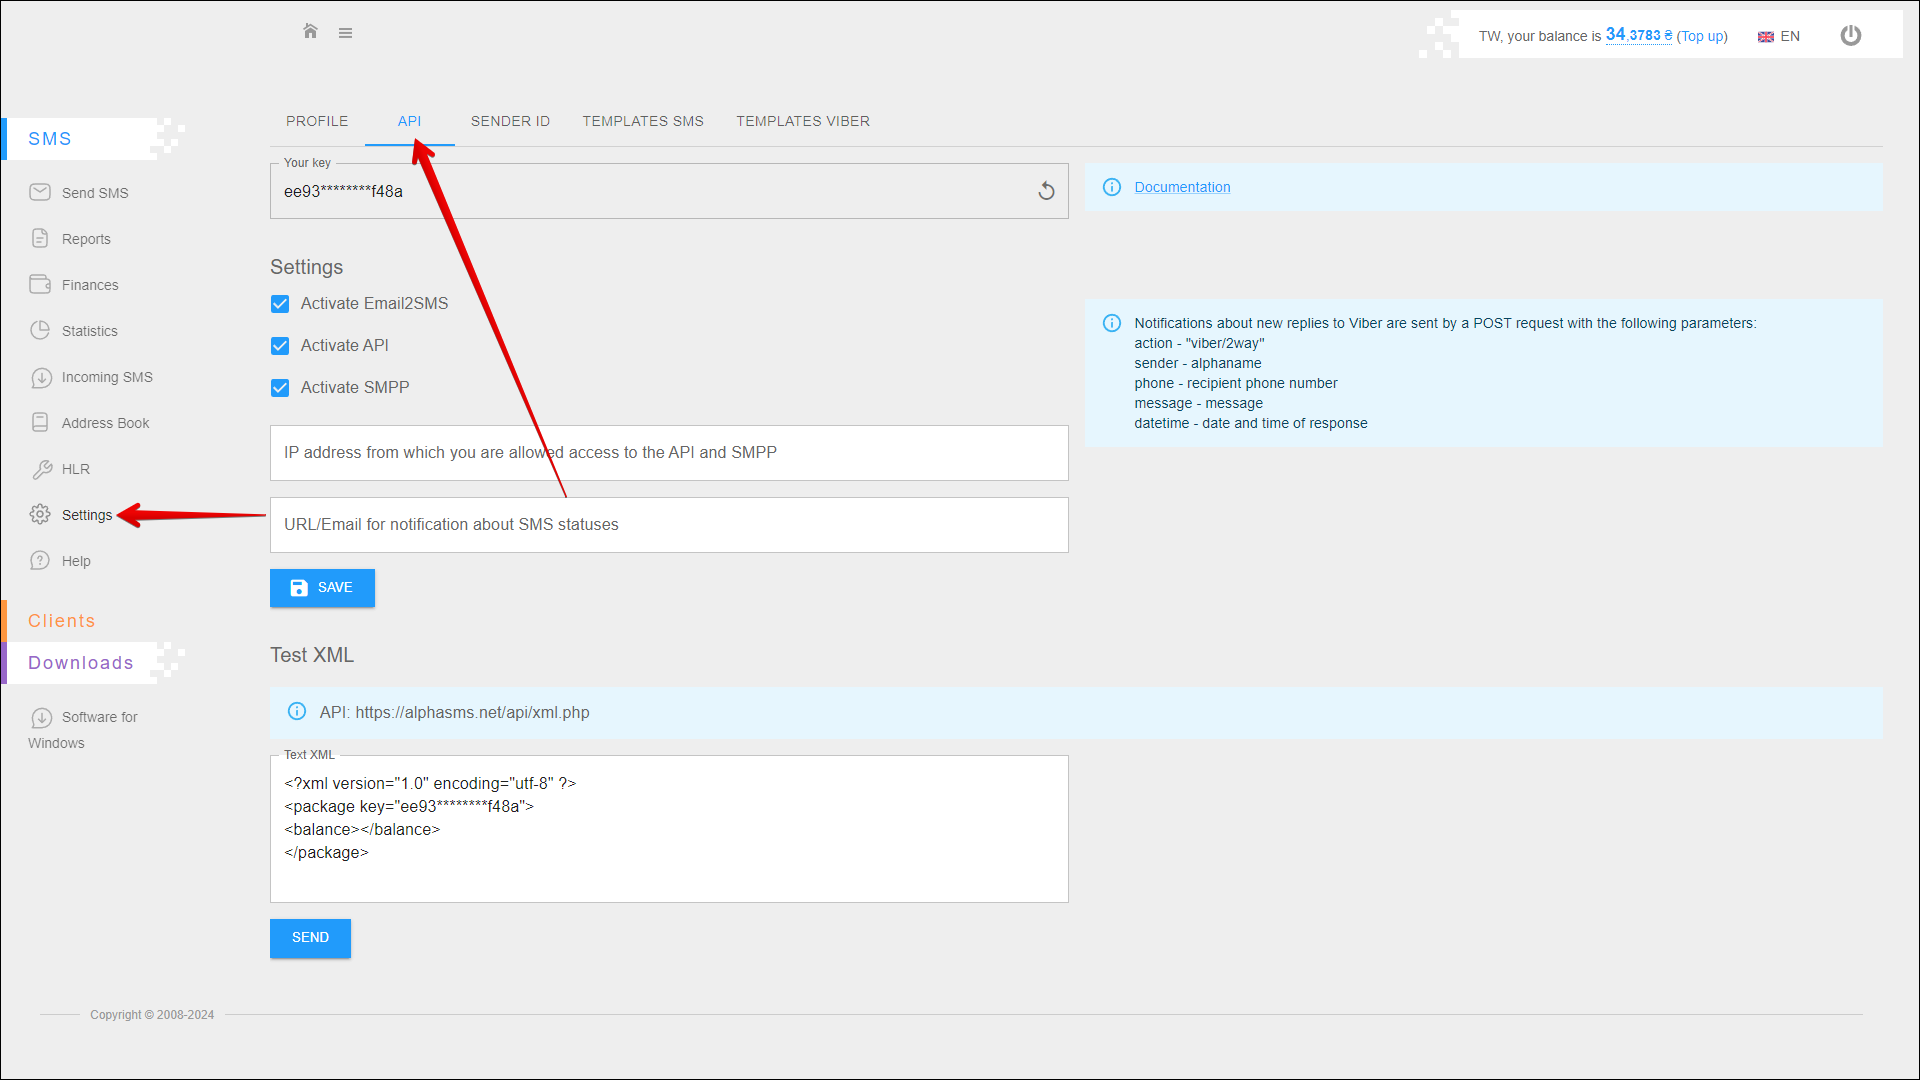 TW, your balance is 34,3783 ₴ (Top up)
EN
SMS
Send SMS
Reports
Finances
Statistics
Incoming SMS
Address Book
HLR
Settings
Help
Clients
Downloads
Software for
Windows
PROFILE
API
SENDER ID
TEMPLATES SMS
TEMPLATES VIBER
Your key
ee93********f48a
Documentation
Settings
Activate Email2SMS
Activate API
Activate SMPP
Notifications about new replies to Viber are sent by a POST request with the following parameters:
action - "viber/2way"
sender - alphaname
phone - recipient phone number
message - message
datetime - date and time of response
IP address from which you are allowed access to the API and SMPP
URL/Email for notification about SMS statuses
SAVE
Test XML
API: https://alphasms.net/api/xml.php
Text XML
<?xml version="1.0" encoding="utf-8" ?>
<package key="ee93********f48a">
<balance></balance>
</package>
SEND
Copyright © 2008-2024